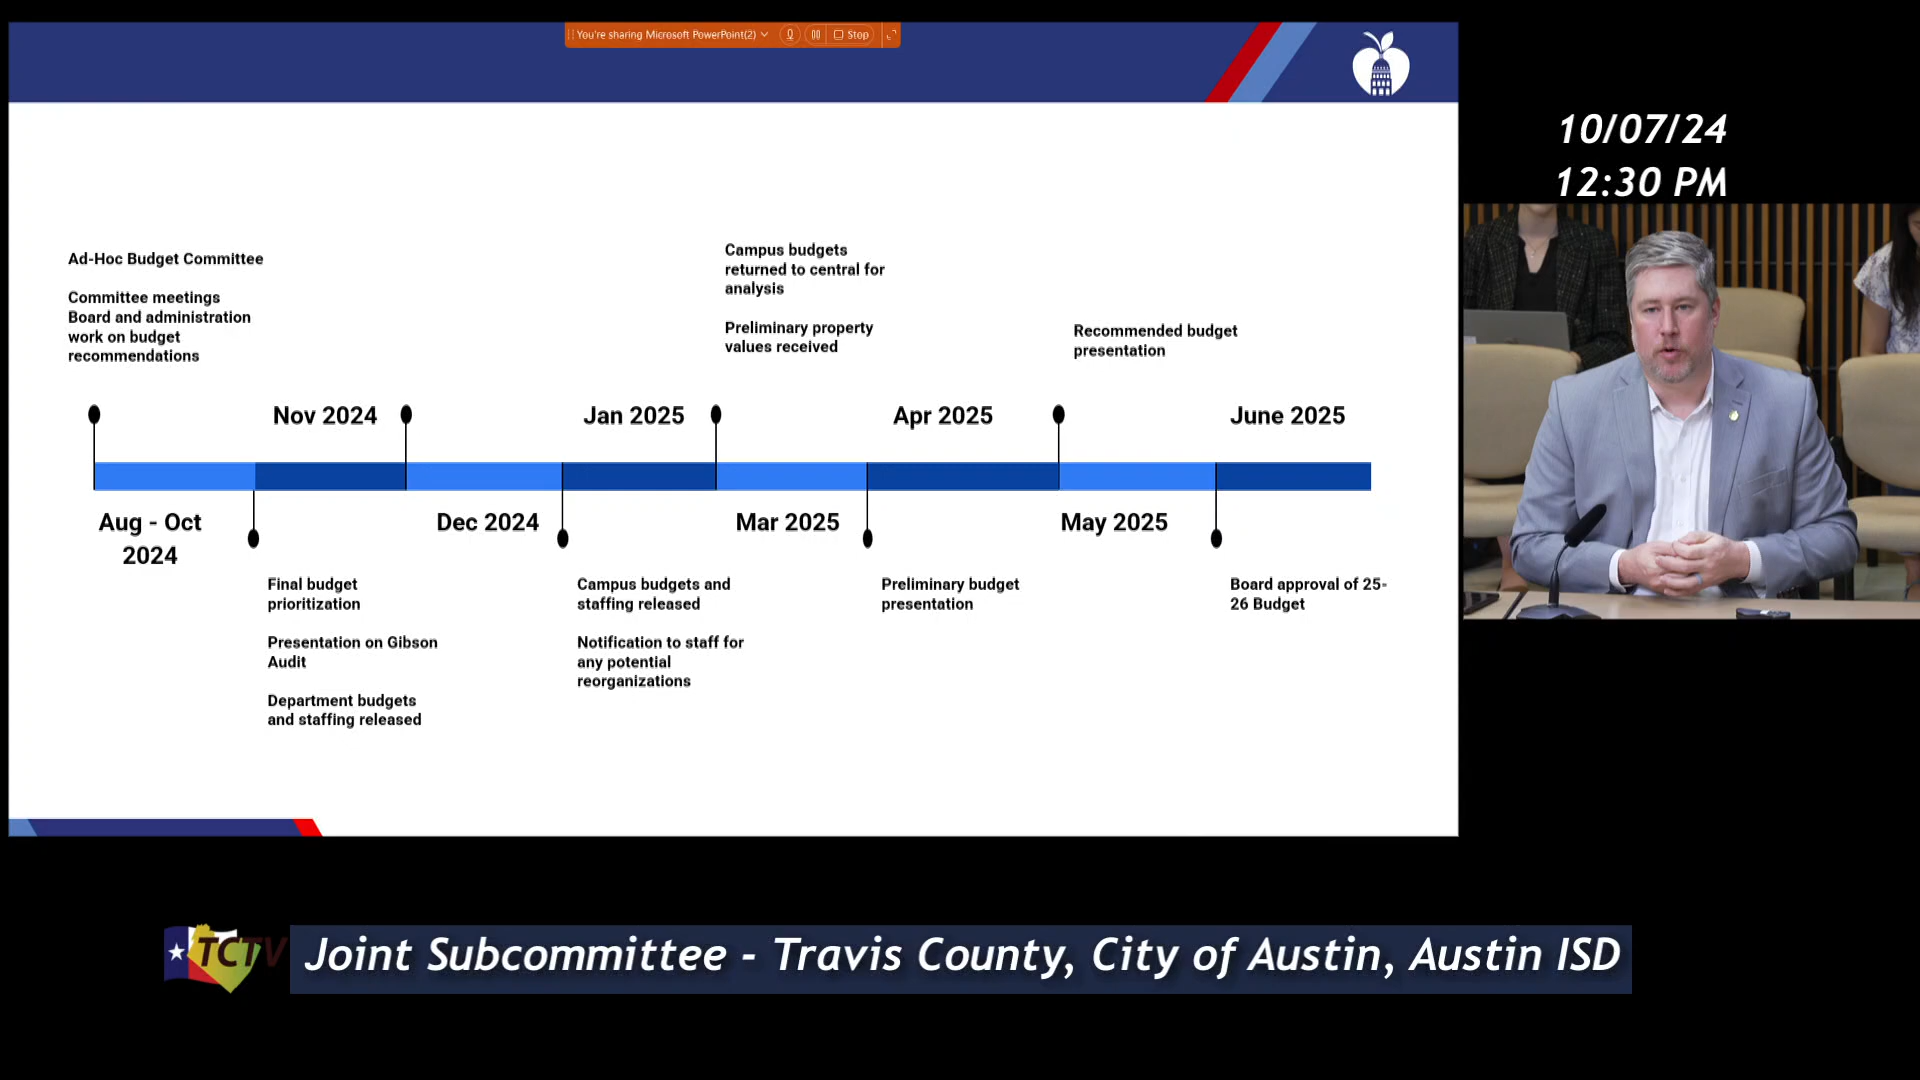 You're sharing Microsoft PowerPoint(2)
Stop
10/07/24
12:30 PM
Ad-Hoc Budget Committee
Committee meetings
Board and administration
work on budget
recommendations
Campus budgets
returned to central for
analysis
Preliminary property
values received
Recommended budget
presentation
Nov 2024
Jan 2025
Apr 2025
June 2025
Aug - Oct
2024
Dec 2024
Mar 2025
May 2025
Final budget
prioritization
Presentation on Gibson
Audit
Department budgets
and staffing released
Campus budgets and
staffing released
Notification to staff for
any potential
reorganizations
Preliminary budget
presentation
Board approval of 25-
26 Budget
TCTV
Joint Subcommittee - Travis County, City of Austin, Austin ISD